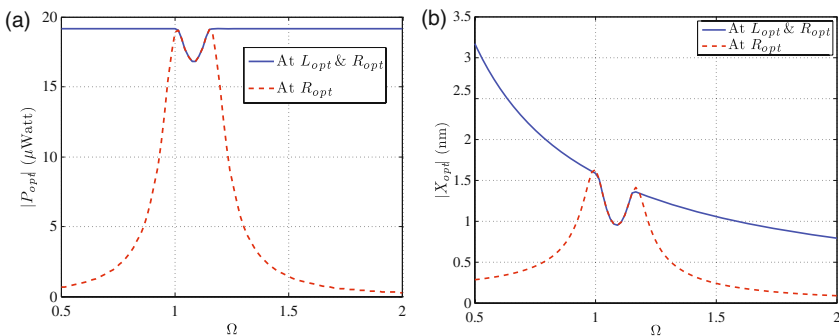 (a)
20
15
10
5
0
|P_opt| (μWatt)
At L_opt & R_opt
At R_opt
0.5 1 1.5 2
Ω
(b)
3.5
3
2.5
2
1.5
1
0.5
0
|X_opt| (nm)
At L_opt & R_opt
At R_opt
0.5 1 1.5 2
Ω